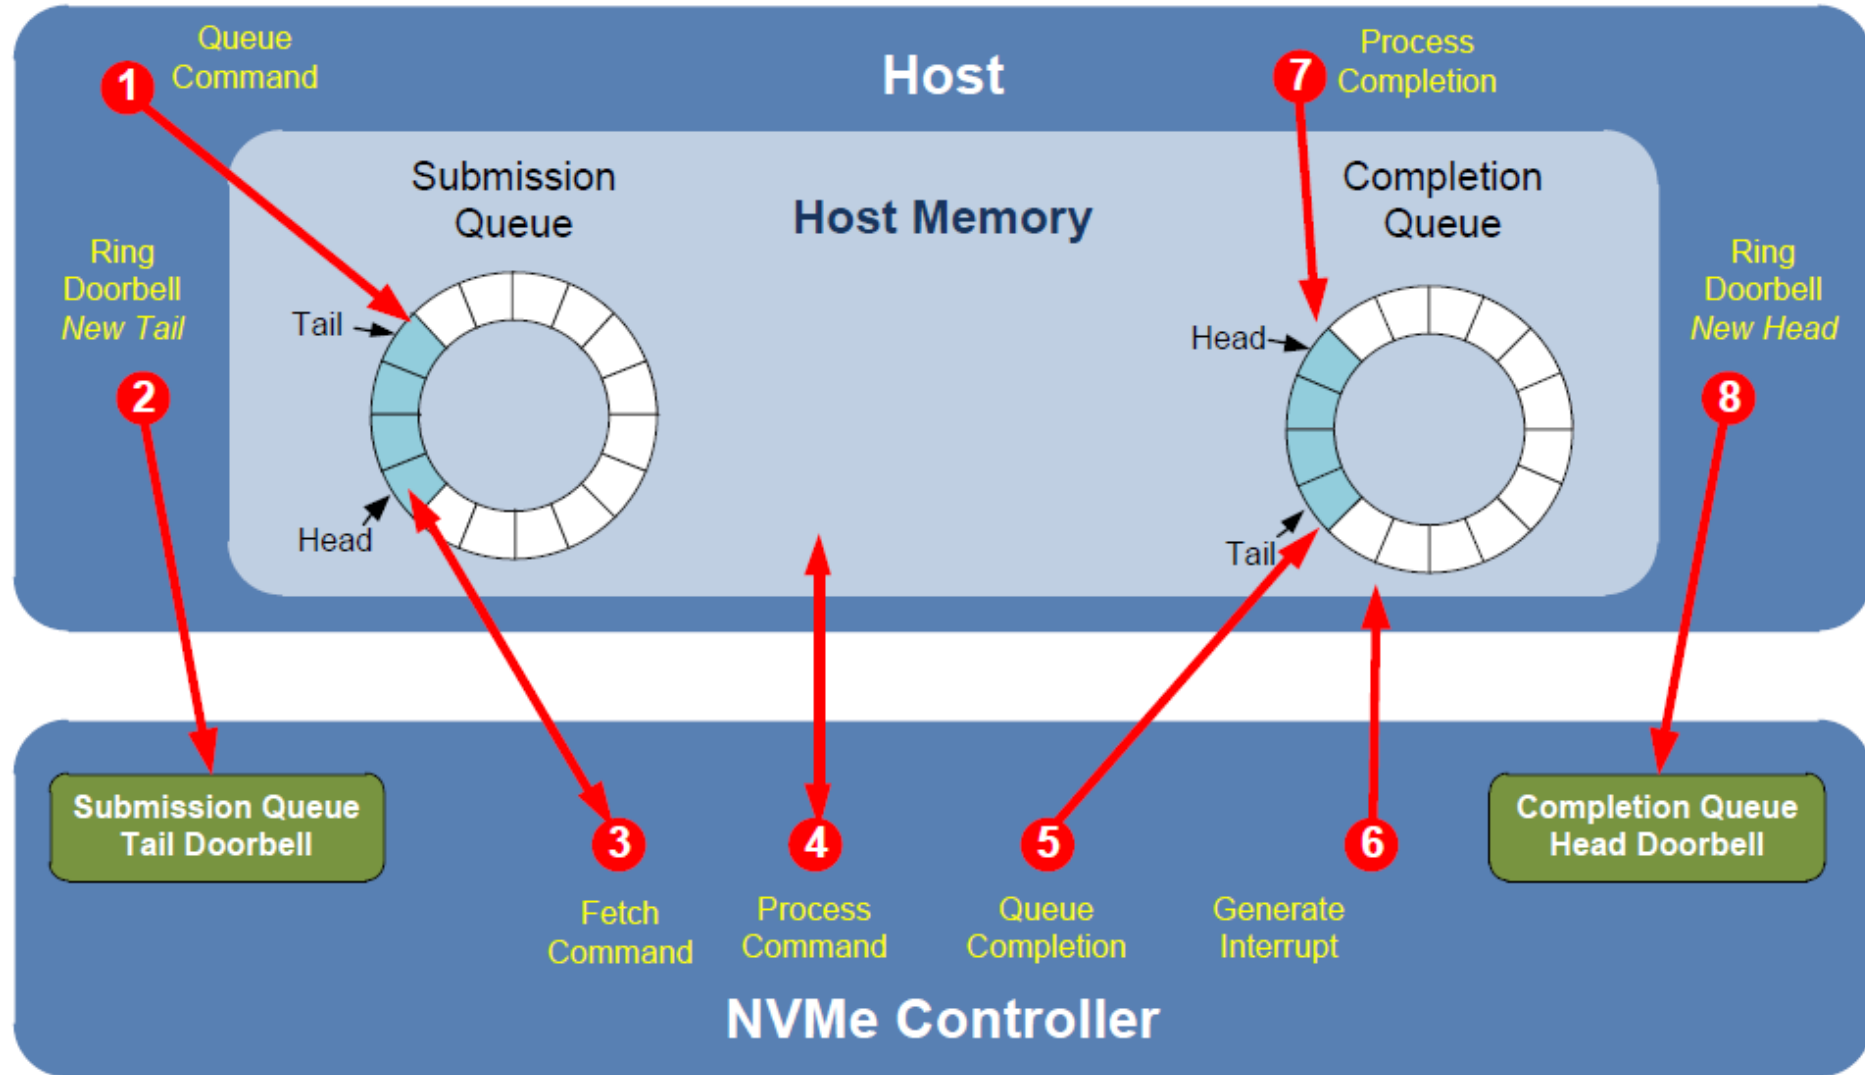 Queue
Command
1
Host
7
Process
Completion
Submission
Queue
Host Memory
Completion
Queue
Ring
Doorbell
New Tail
2
Tail
Head
Head
Tail
Ring
Doorbell
New Head
8
Submission Queue
Tail Doorbell
3
Fetch
Command
4
Process
Command
5
Queue
Completion
6
Generate
Interrupt
Completion Queue
Head Doorbell
NVMe Controller